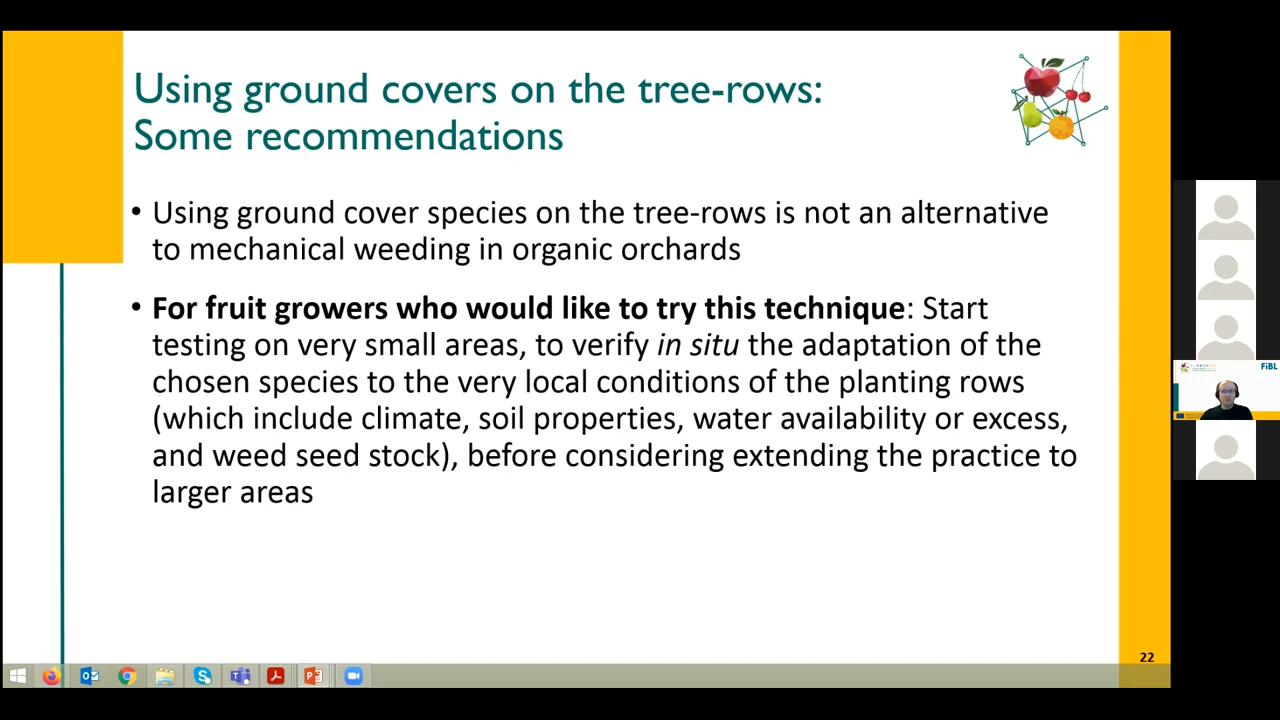 Using ground covers on the tree-rows:
Some recommendations
• Using ground cover species on the tree-rows is not an alternative
to mechanical weeding in organic orchards
• For fruit growers who would like to try this technique: Start
testing on very small areas, to verify in situ the adaptation of the
chosen species to the very local conditions of the planting rows
(which include climate, soil properties, water availability or excess,
and weed seed stock), before considering extending the practice to
larger areas
22
FiBL